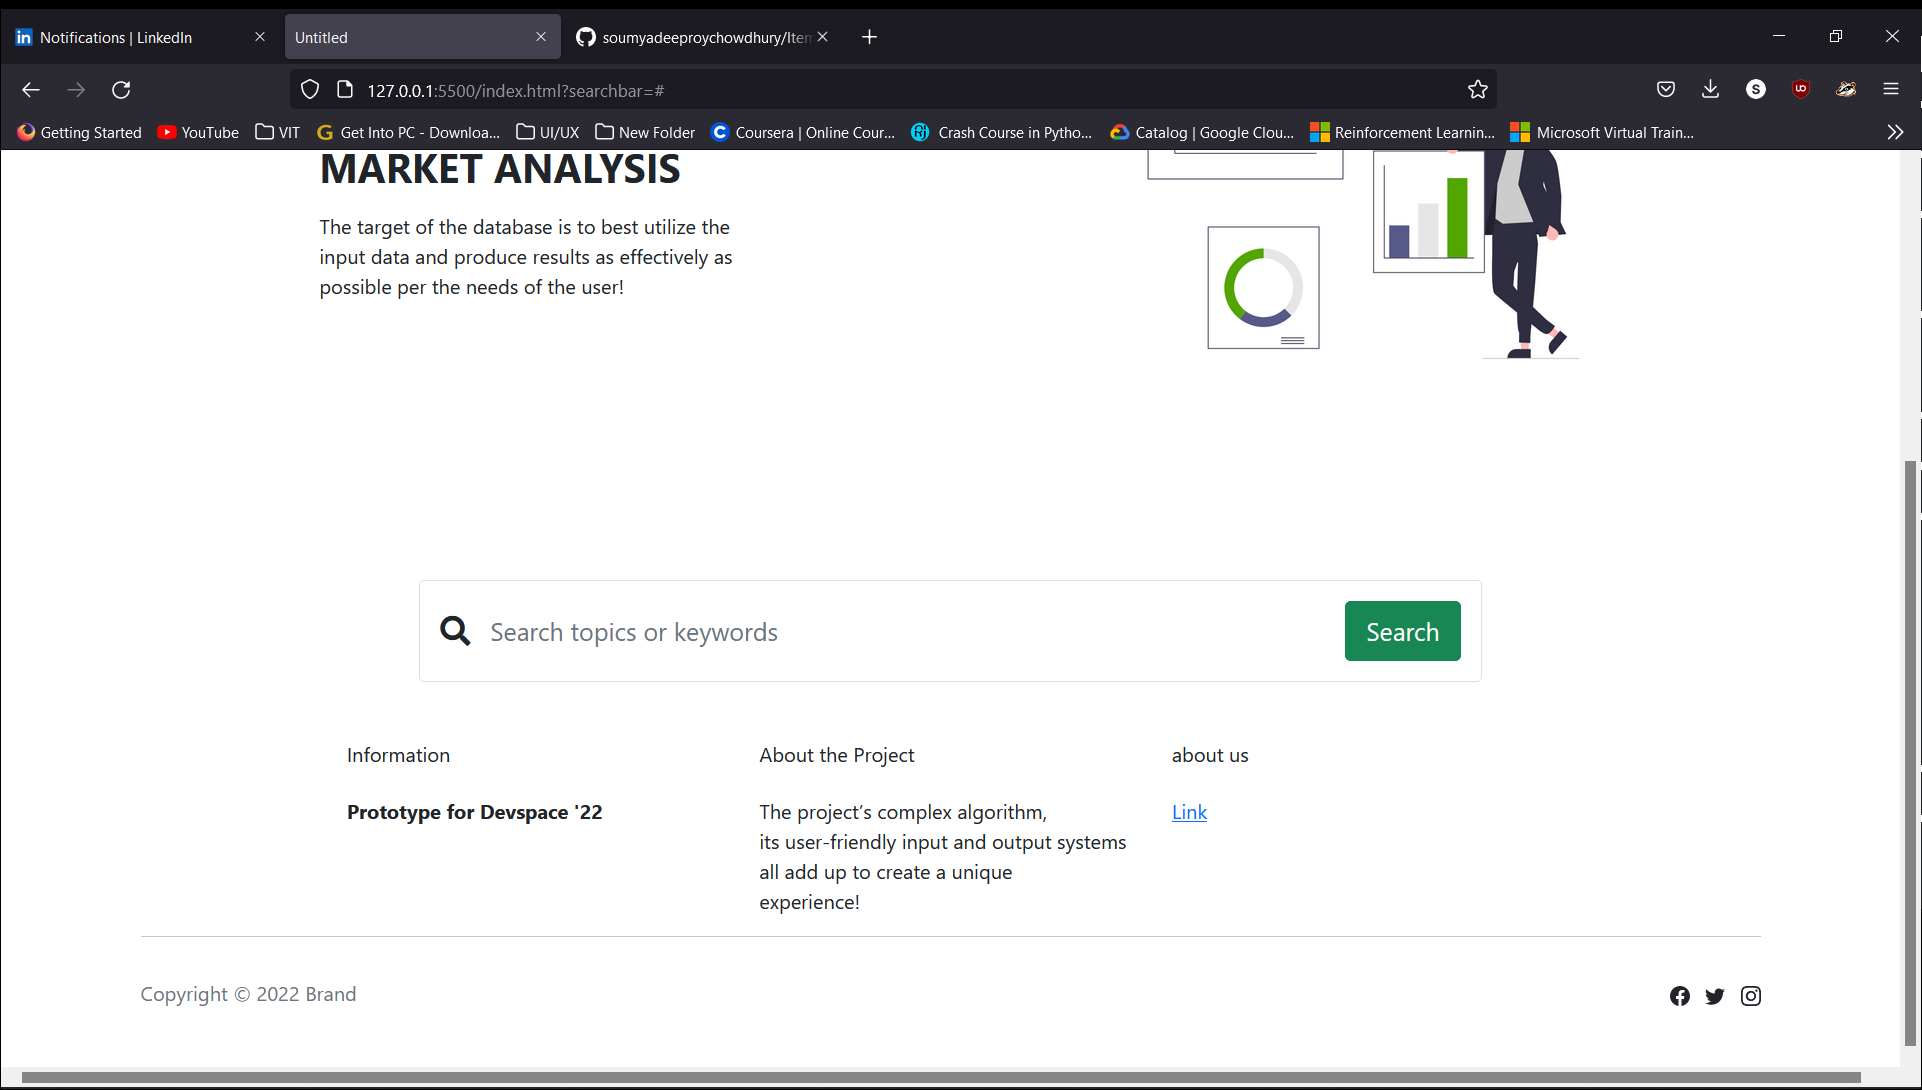 Notifications | LinkedIn
Untitled
soumyadeeproychowdhury/Iten
127.0.0.1:5500/index.html?searchbar=#
Getting Started
YouTube
VIT
Get Into PC - Downloa...
UI/UX
New Folder
Coursera | Online Cour...
Crash Course in Pytho...
Catalog | Google Clou...
Reinforcement Learnin...
Microsoft Virtual Train...
MARKET ANALYSIS
The target of the database is to best utilize the
input data and produce results as effectively as
possible per the needs of the user!
Search topics or keywords
Search
Information
Prototype for Devspace '22
About the Project
The project’s complex algorithm,
its user-friendly input and output systems
all add up to create a unique
experience!
about us
Link
Copyright © 2022 Brand